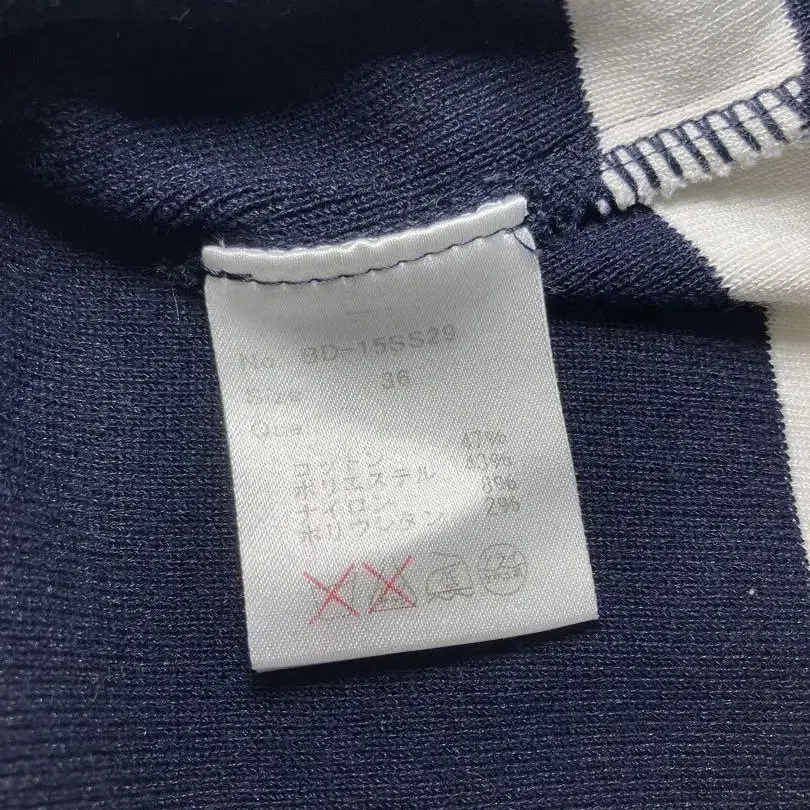 No. BD-15SS29
Size 36
Que
コットン 47%
ポリエステル 43%
ナイロン 8%
ポリウレタン 2%